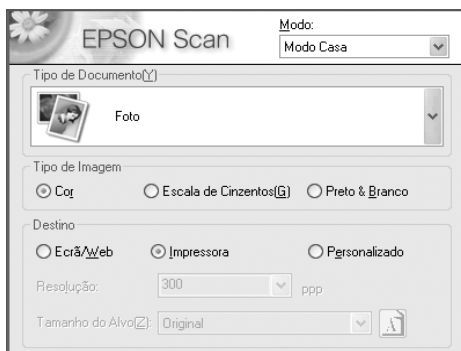 EPSON Scan
Modo:
Modo Casa
Tipo de Documento(Y)
Foto
Tipo de Imagem
Cor
Escala de Cinzentos(G)
Preto & Branco
Destino
Ecrã/Web
Impressora
Personalizado
Resolução: 300 ppp
Tamanho do Alvo(Z): Original
A